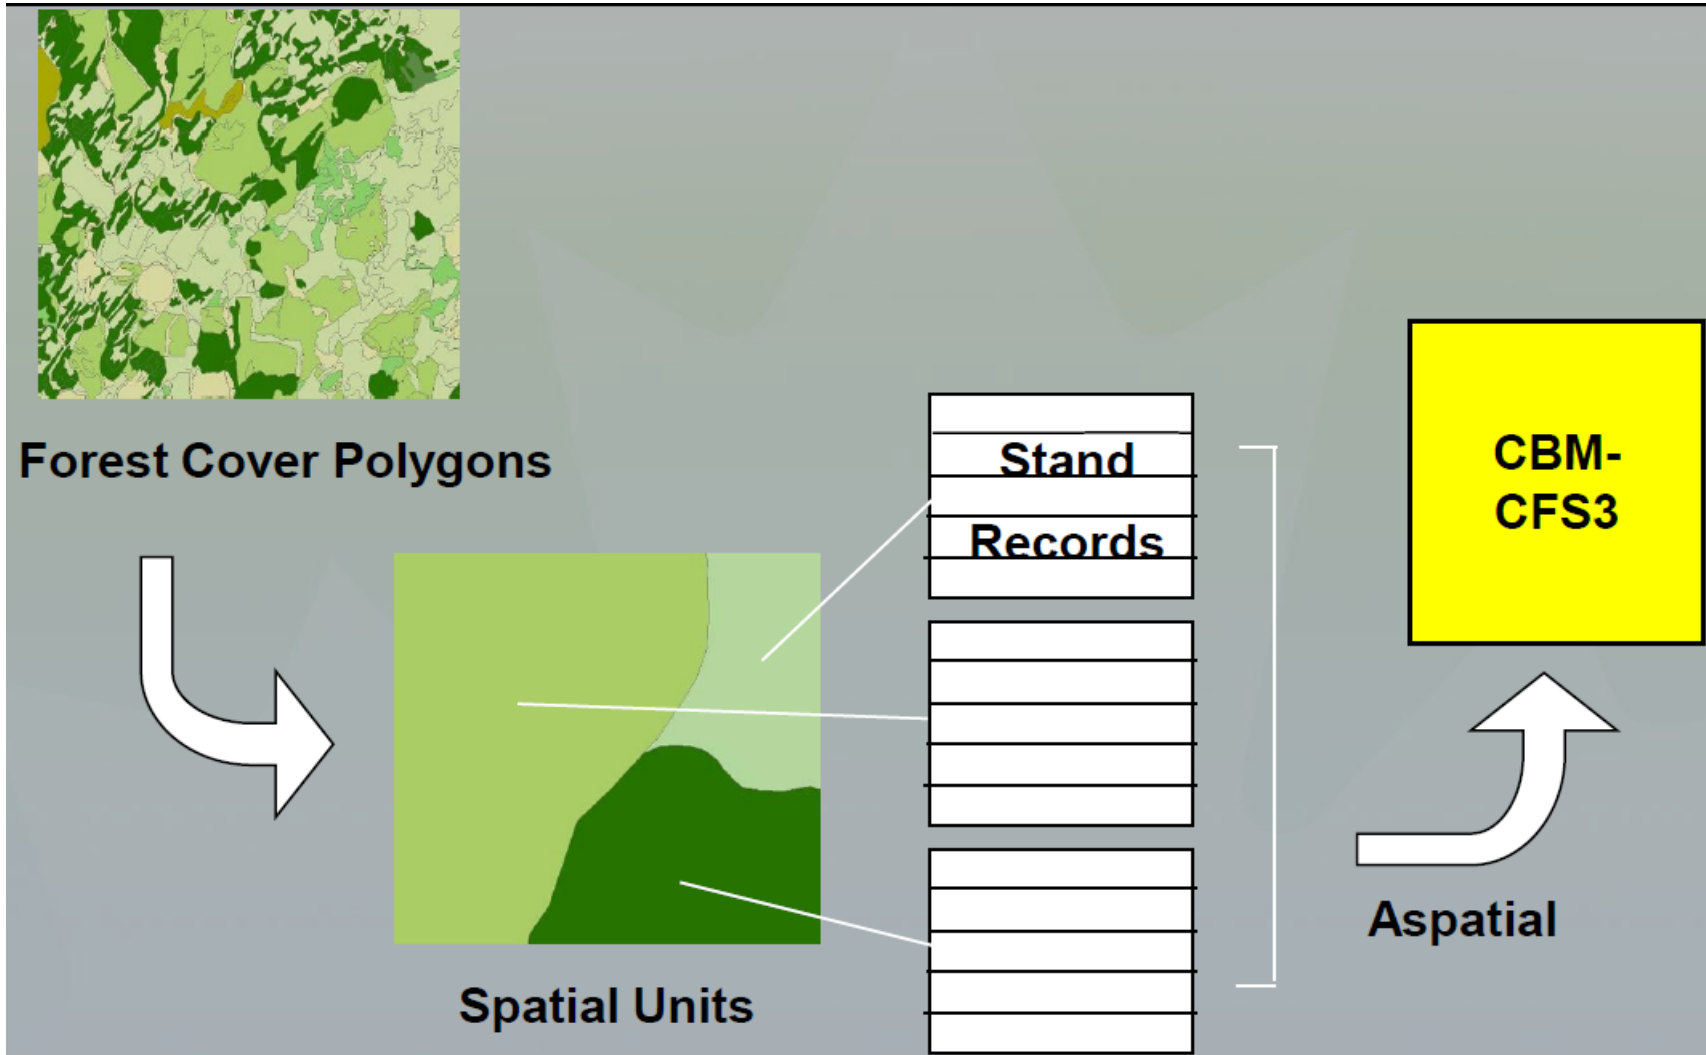 Forest Cover Polygons
Stand
Records
CBM-
CFS3
Spatial Units
Aspatial